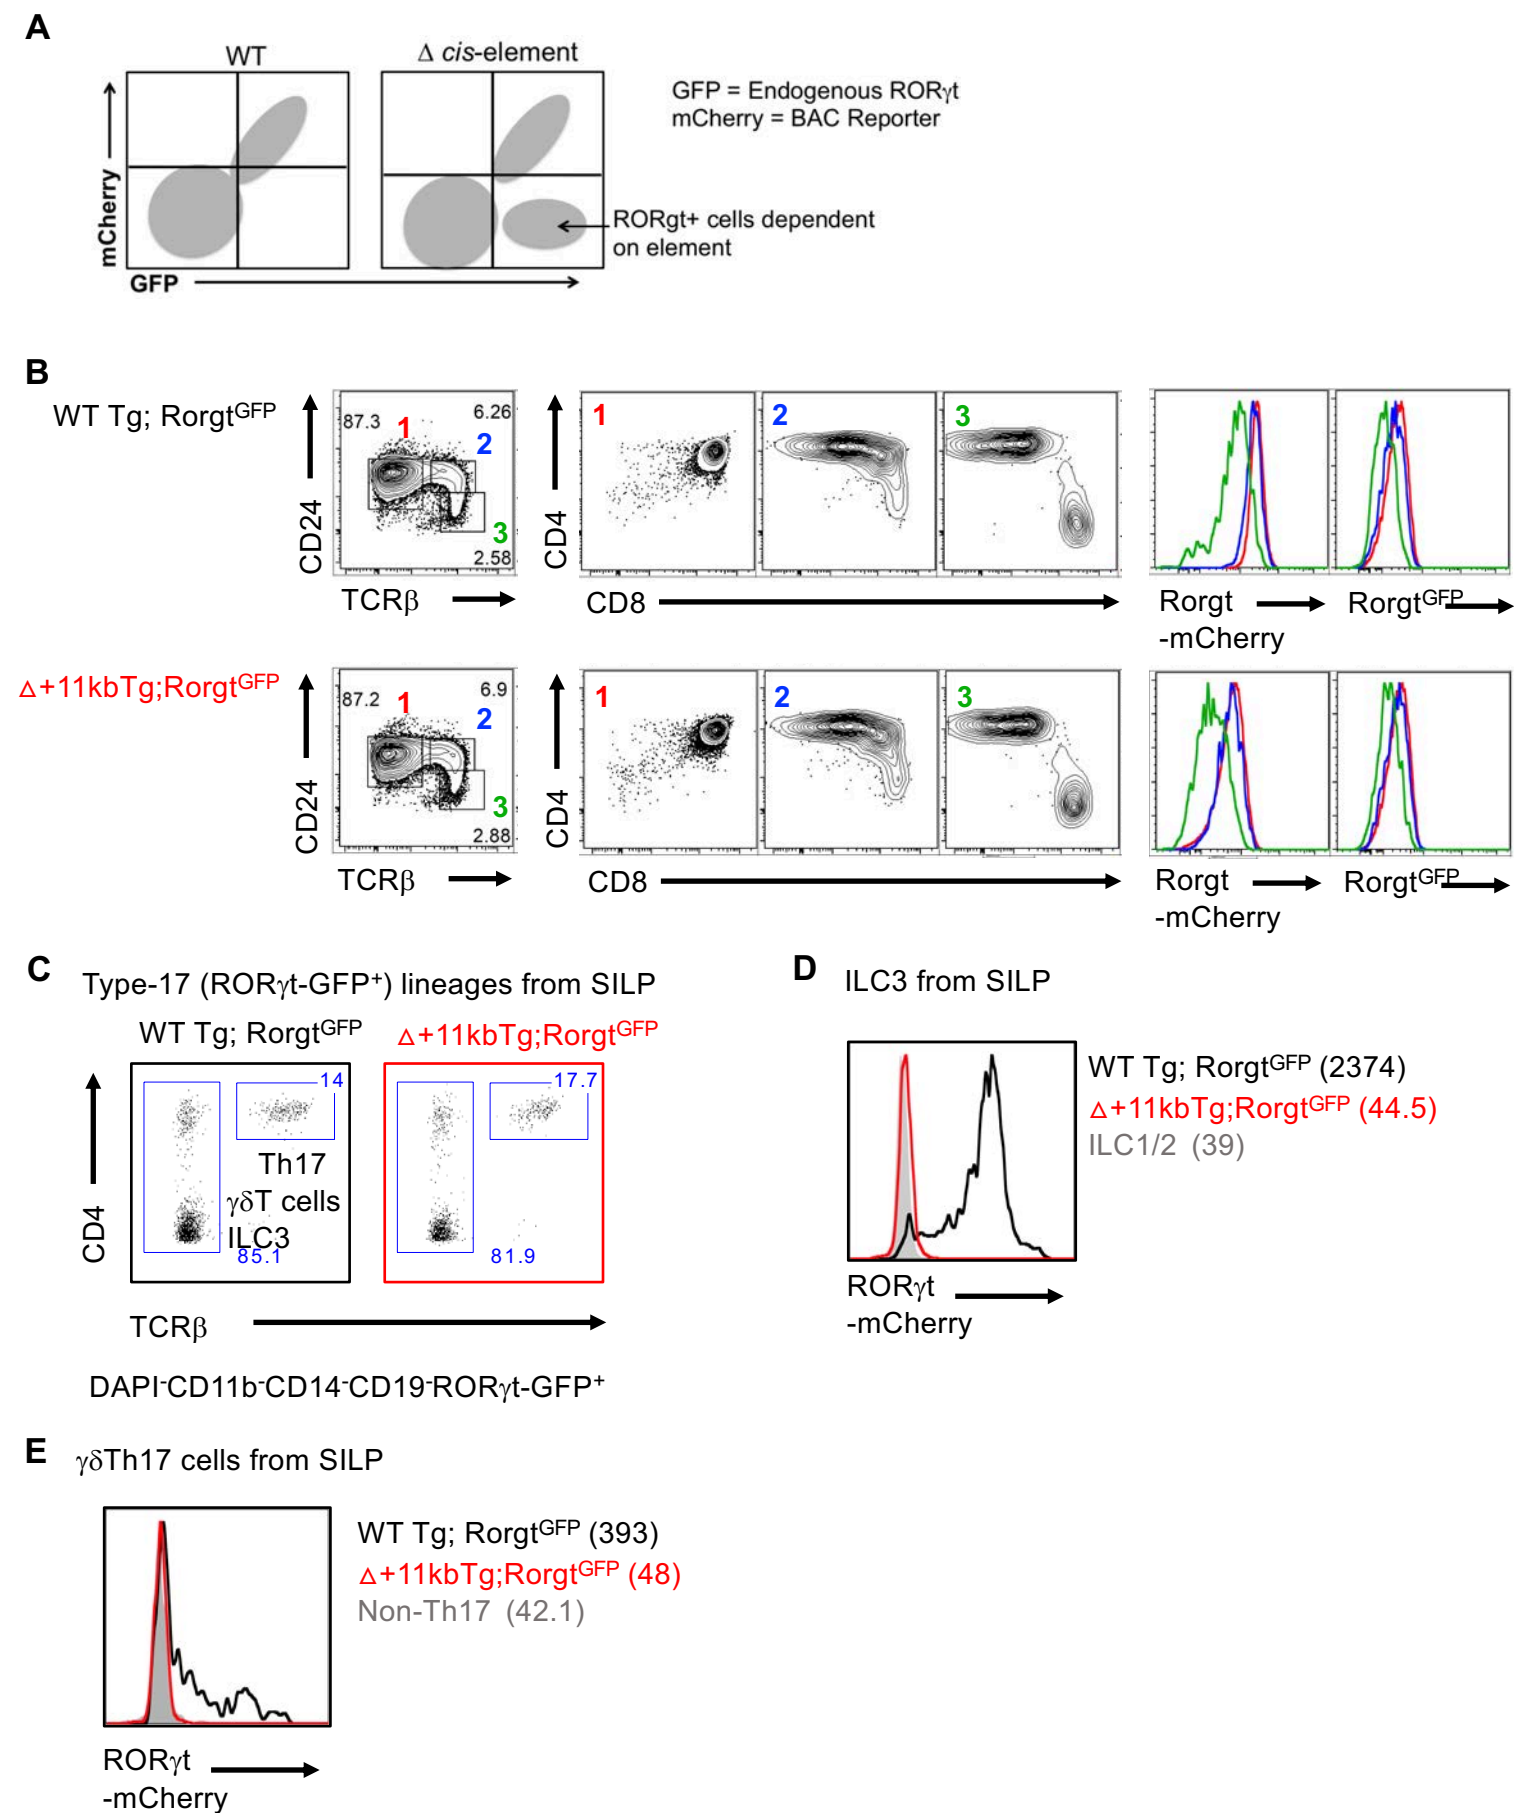 A
WT
Δ cis-element
GFP = Endogenous RORγt
mCherry = BAC Reporter
mCherry
RORgt+ cells dependent
on element
GFP
B
WT Tg; RorgtGFP
87.3
1
6.26
2
3
2.58
CD24
TCRβ
1
2
3
CD4
CD8
Rorgt
-mCherry
RorgtGFP
Δ+11kbTg;RorgtGFP
87.2
1
6.9
2
3
2.88
CD24
TCRβ
1
2
3
CD4
CD8
Rorgt
-mCherry
RorgtGFP
C
Type-17 (RORγt-GFP+) lineages from SILP
WT Tg; RorgtGFP
Δ+11kbTg;RorgtGFP
14
17.7
Th17
γδT cells
ILC3
85.1
81.9
CD4
TCRβ
DAPI-CD11b-CD14-CD19-RORγt-GFP+
D
ILC3 from SILP
WT Tg; RorgtGFP (2374)
Δ+11kbTg;RorgtGFP (44.5)
ILC1/2 (39)
RORγt
-mCherry
E
γδTh17 cells from SILP
WT Tg; RorgtGFP (393)
Δ+11kbTg;RorgtGFP (48)
Non-Th17 (42.1)
RORγt
-mCherry